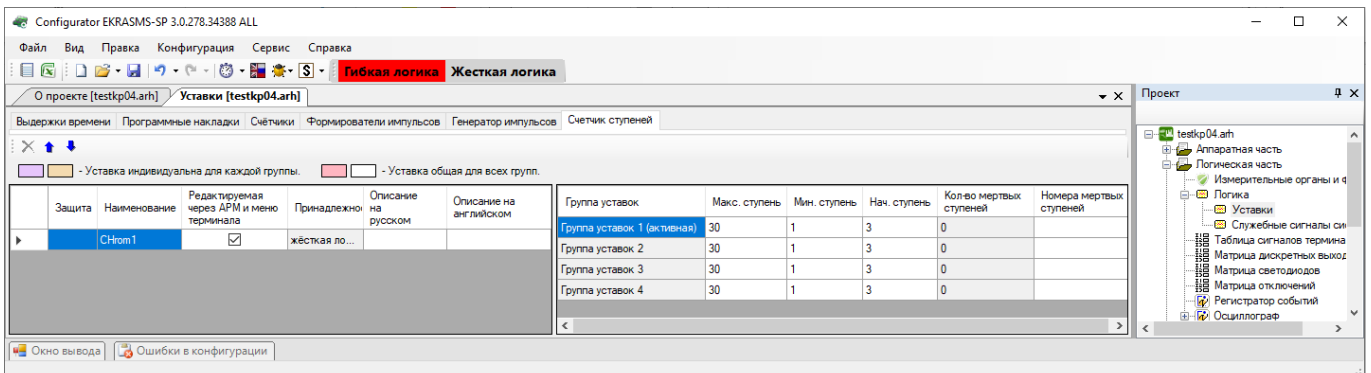 Configurator EKRASMS-SP 3.0.278.34388 ALL
Файл Вид Правка Конфигурация Сервис Справка
Гибкая логика Жесткая логика
О проекте [testkp04.arh] Уставки [testkp04.arh]
Выдержки времени Программные накладки Счётчики Формирователи импульсов Генератор импульсов Счетчик ступеней
- Уставка индивидуальна для каждой группы. - Уставка общая для всех групп.
Защита Наименование Редактируемая через АРМ и меню терминала Принадлежно Описание на русском Описание на английском
CHrom1 жёсткая ло...
Группа уставок Макс. ступень Мин. ступень Нач. ступень Кол-во мертвых ступеней Номера мертвых ступеней
Группа уставок 1 (активная) 30 1 3 0
Группа уставок 2 30 1 3 0
Группа уставок 3 30 1 3 0
Группа уставок 4 30 1 3 0
Проект
testkp04.arh
Аппаратная часть
Логическая часть
Измерительные органы и ф
Логика
Уставки
Служебные сигналы си
Таблица сигналов термина
Матрица дискретных выход
Матрица светодиодов
Матрица отключений
Регистратор событий
Осциллограф
Окно вывода Ошибки в конфигурации